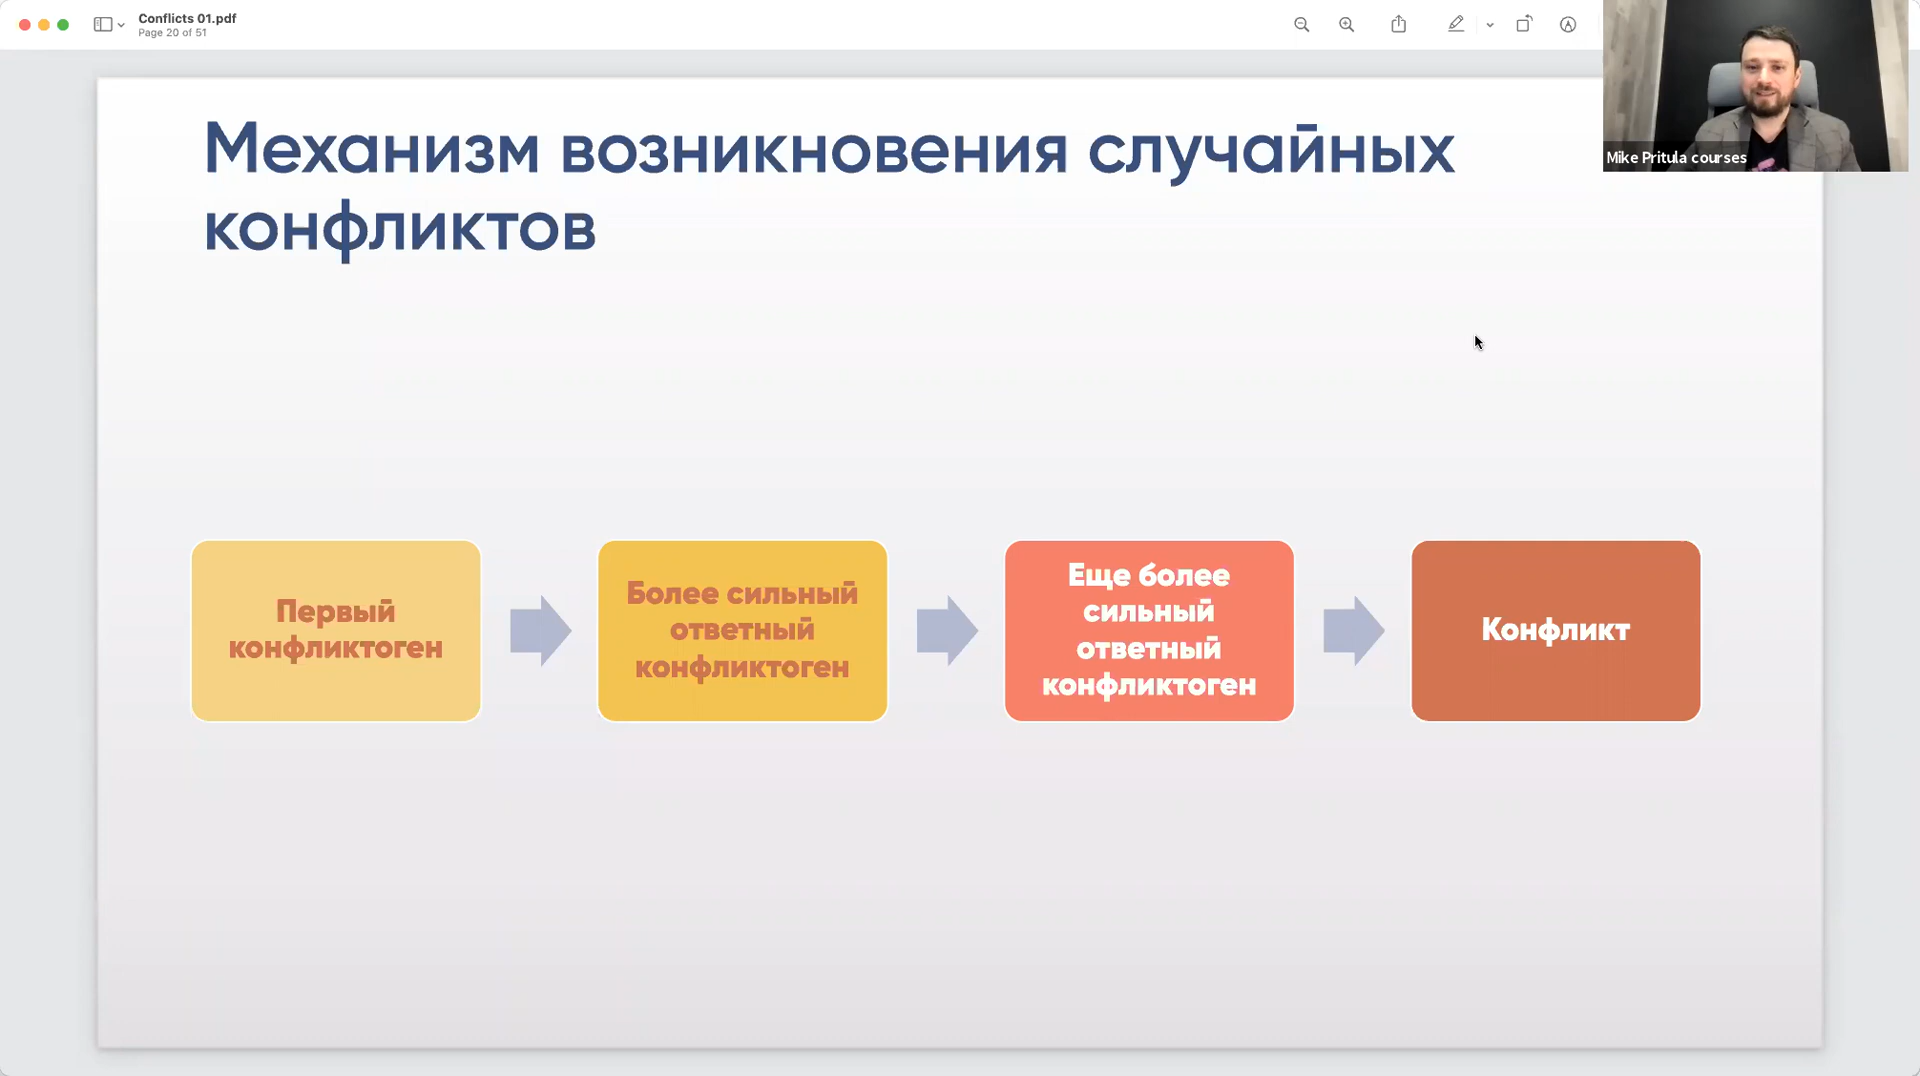 Conflicts 01.pdf
Page 20 of 51
Mike Pritula courses
Механизм возникновения случайных
конфликтов
Первый
конфликтоген
Более сильный
ответный
конфликтоген
Еще более
сильный
ответный
конфликтоген
Конфликт